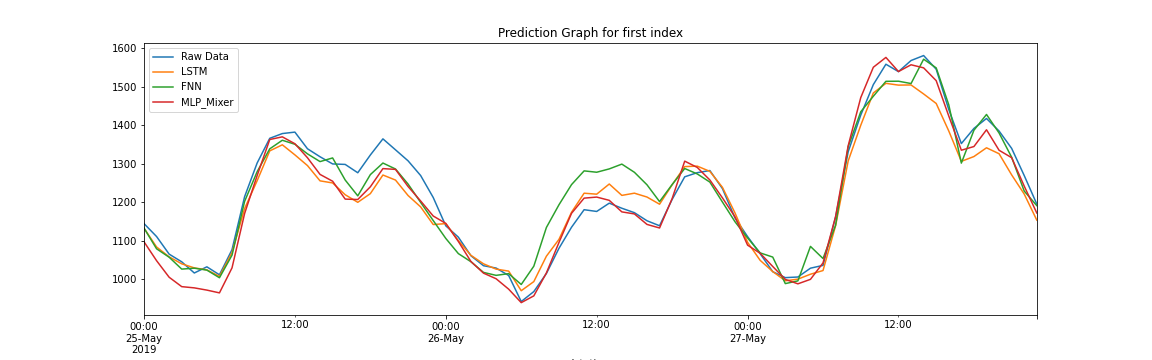 Prediction Graph for first index
Raw Data
LSTM
FNN
MLP_Mixer
1600
1500
1400
1300
1200
1100
1000
00:00
25-May
2019
12:00
00:00
26-May
12:00
00:00
27-May
12:00